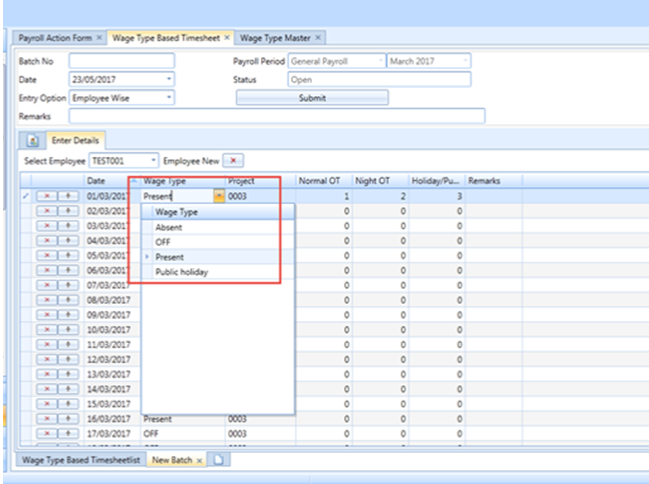 Payroll Action Form × Wage Type Based Timesheet × Wage Type Master ×
Batch No Payroll Period General Payroll March 2017
Date 23/05/2017 Status Open
Entry Option Employee Wise Submit
Remarks
Enter Details
Select Employee TEST001 Employee New ×
Date Wage Type Project Normal OT Night OT Holiday/Pu... Remarks
01/03/2017 Present 0003 1 2 3
02/03/2017 Wage Type 0 0 0
03/03/2017 Absent 0 0 0
04/03/2017 OFF 0 0 0
05/03/2017 Present 0 0 0
06/03/2017 Public holiday 0 0 0
07/03/2017 0 0 0
08/03/2017 0 0 0
09/03/2017 0 0 0
10/03/2017 0 0 0
11/03/2017 0 0 0
12/03/2017 0 0 0
13/03/2017 0 0 0
14/03/2017 0 0 0
15/03/2017 0 0 0
16/03/2017 Present 0003 0 0 0
17/03/2017 OFF 0003 0 0 0
Wage Type Based Timesheetlist New Batch ×